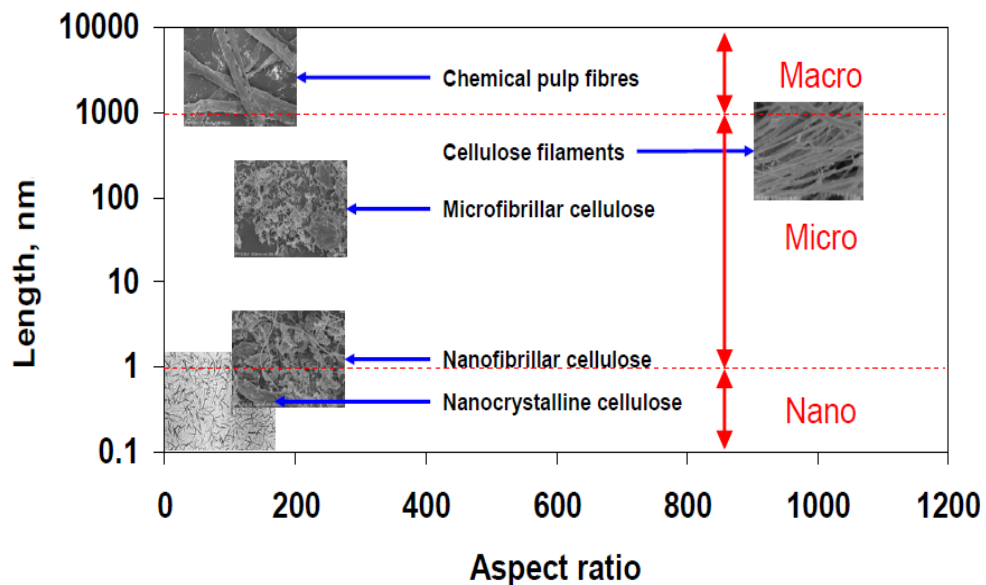 10000
1000
100
10
1
0.1
Length, nm
Chemical pulp fibres
Cellulose filaments
Microfibrillar cellulose
Nanofibrillar cellulose
Nanocrystalline cellulose
Macro
Micro
Nano
0 200 400 600 800 1000 1200
Aspect ratio